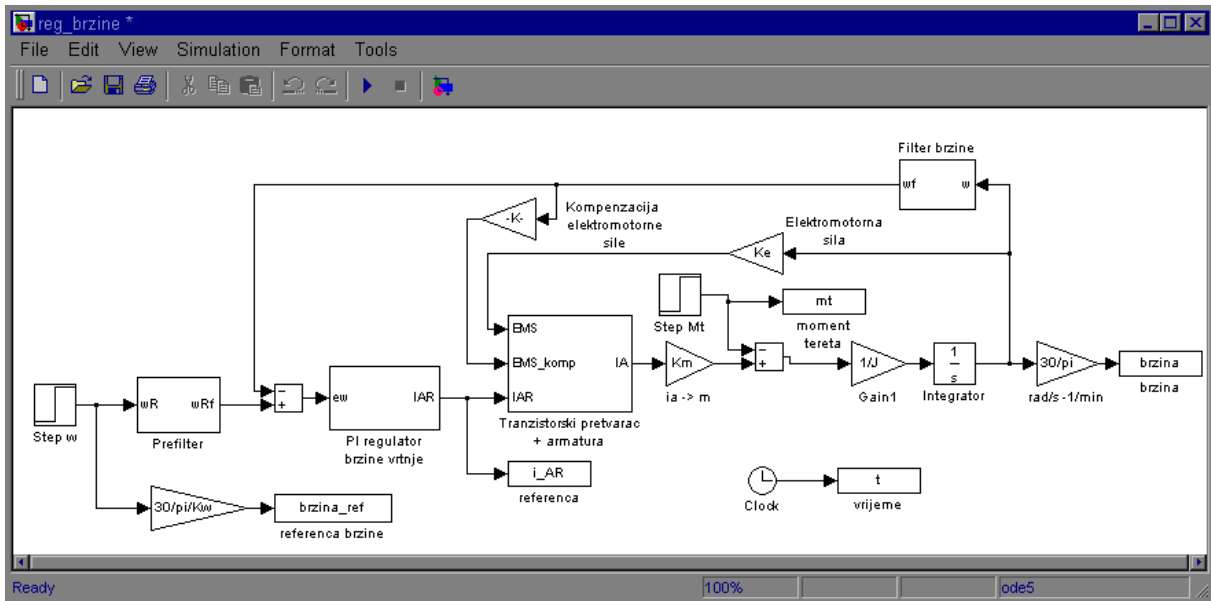 reg_brzine *
File Edit View Simulation Format Tools
Filter brzine
wf w
-K-
Kompenzacija
elektromotorne
sile
Elektromotorna
sila
Ke
Step Mt
mt
moment
tereta
EMS
EMS_komp
IAR
IA
Tranzistorski pretvarac
+ armatura
Km
ia -> m
−
+
1/J
Gain1
1
s
Integrator
30/pi
rad/s -1/min
brzina
brzina
Step w
wR wRf
Prefilter
−
+
ew IAR
PI regulator
brzine vrtnje
i_AR
referenca
30/pi/Kw
brzina_ref
referenca brzine
Clock
t
vrijeme
Ready 100% ode5